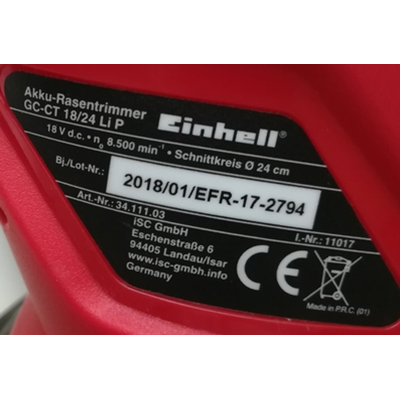 Akku-Rasentrimmer
GC-CT 18/24 Li P
Einhell
18 V d.c. • n₀ 8.500 min⁻¹ • Schnittkreis Ø 24 cm
Bj./Lot-Nr.: 2018/01/EFR-17-2794
Art.-Nr.: 34.111.03
I.-Nr.: 11017
iSC GmbH
Eschenstraße 6
94405 Landau/Isar
www.isc-gmbh.info
Germany
CE
Made in P.R.C. (01)